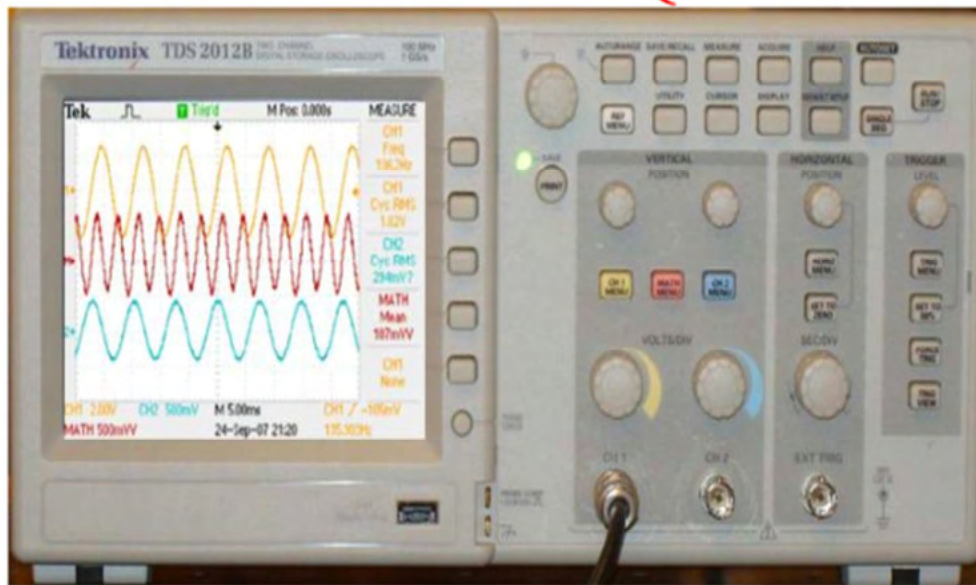 Tektronix TDS 2012B TWO CHANNEL DIGITAL STORAGE OSCILLOSCOPE 100 MHz 1 GS/s
Tek Trig'd M Pos: 0.000s MEASURE
CH1
Freq
CH1
Cyc RMS
CH2
Cyc RMS
MATH
Mean
CH1
None
CH1 2.00V CH2 500mV M 5.00ms CH1
MATH 500mVV 24-Sep-07 21:20
AUTORANGE SAVE/RECALL MEASURE ACQUIRE HELP AUTOSET
REF MENU UTILITY CURSOR DISPLAY DEFAULT SETUP SINGLE SEQ RUN/STOP
SAVE
PRINT
VERTICAL HORIZONTAL TRIGGER
POSITION POSITION LEVEL
CH 1 MENU
MATH MENU
CH 2 MENU
HORIZ MENU
TRIG MENU
SET TO ZERO
SET TO 50%
VOLTS/DIV SEC/DIV
FORCE TRIG
TRIG VIEW
CH 1 CH 2 EXT TRIG